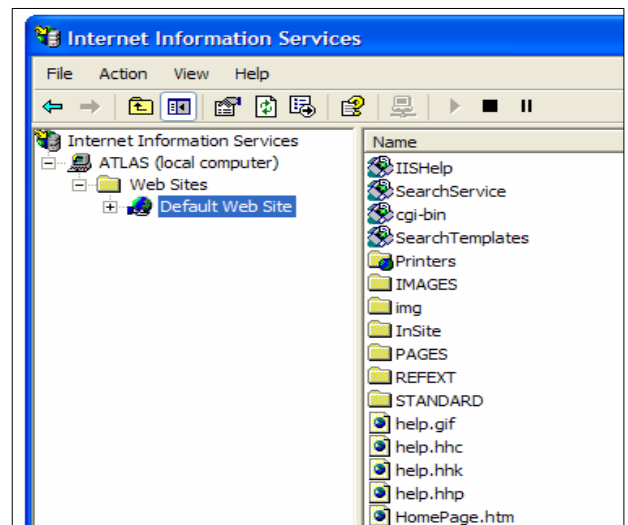 Internet Information Services
File Action View Help
Internet Information Services
ATLAS (local computer)
Web Sites
Default Web Site
Name
IISHelp
SearchService
cgi-bin
SearchTemplates
Printers
IMAGES
img
InSite
PAGES
REFEXT
STANDARD
help.gif
help.hhc
help.hhk
help.hhp
HomePage.htm